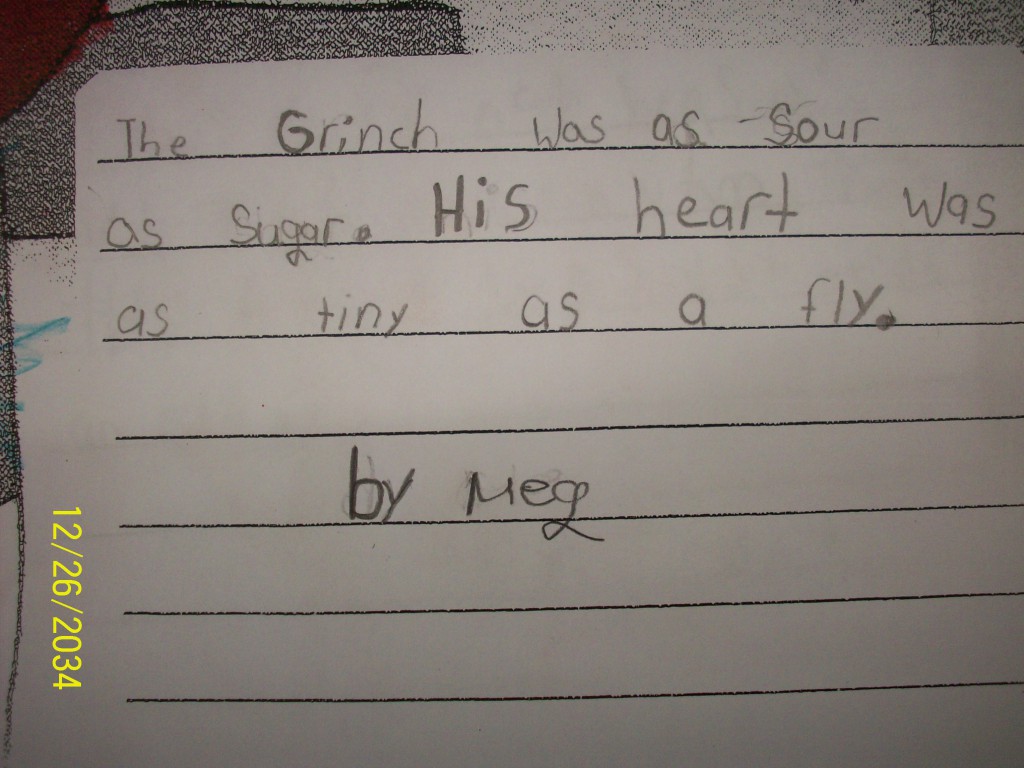 The Grinch Was as Sour
as Sugar. HiS heart Was
as tiny as a fly.
by Meg
12/26/2034